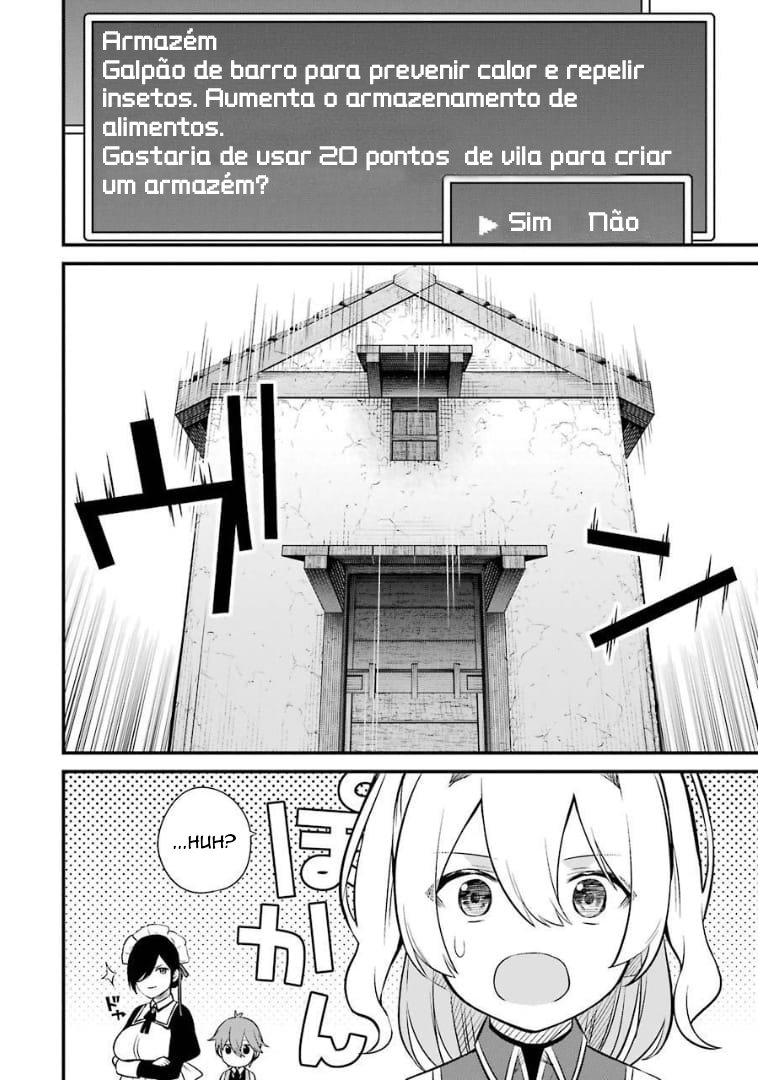 Armazém
Galpão de barro para prevenir calor e repelir
insetos. Aumenta o armazenamento de
alimentos.
Gostaria de usar 20 pontos de vila para criar
um armazém?
Sim Não
...HUH?
ぽかん
ドヤ